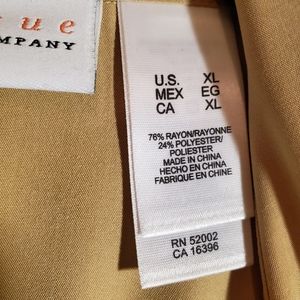 gue
COMPANY
U.S. XL
MEX EG
CA XL
76% RAYON/RAYONNE
24% POLYESTER/
POLIESTER
MADE IN CHINA
HECHO EN CHINA
FABRIQUE EN CHINE
RN 52002
CA 16396